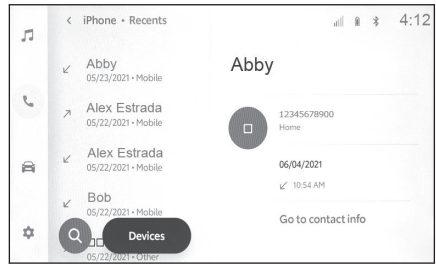 iPhone • Recents
4:12
Abby
05/23/2021 • Mobile
Alex Estrada
05/22/2021 • Mobile
Alex Estrada
05/22/2021 • Mobile
Bob
05/22/2021 • Mobile
Devices
05/22/2021 • Other
Abby
12345678900
Home
06/04/2021
10:54 AM
Go to contact info